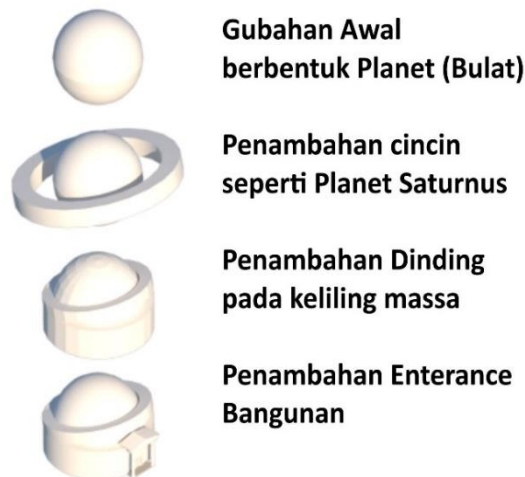 Gubahan Awal
berbentuk Planet (Bulat)
Penambahan cincin
seperti Planet Saturnus
Penambahan Dinding
pada keliling massa
Penambahan Enterance
Bangunan